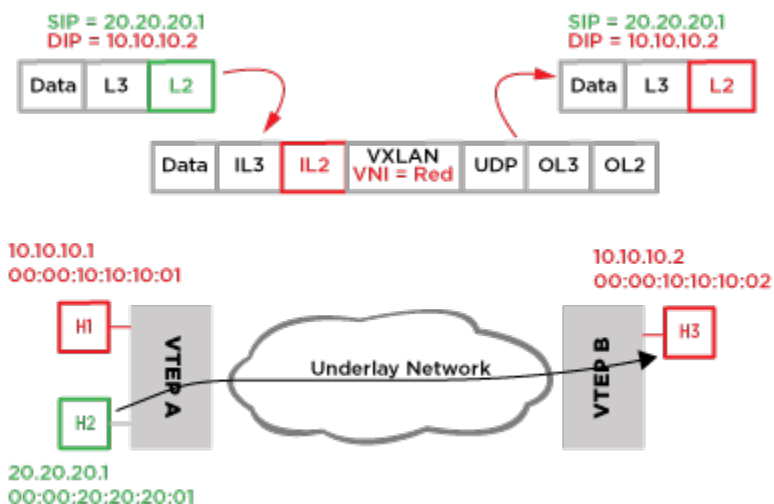 SIP = 20.20.20.1
DIP = 10.10.10.2
SIP = 20.20.20.1
DIP = 10.10.10.2
Data L3 L2
Data L3 L2
Data IL3 IL2 VXLAN VNI = Red UDP OL3 OL2
10.10.10.1
00:00:10:10:10:01
10.10.10.2
00:00:10:10:10:02
H1
VTEP A
Underlay Network
VTEP B
H3
H2
20.20.20.1
00:00:20:20:20:01